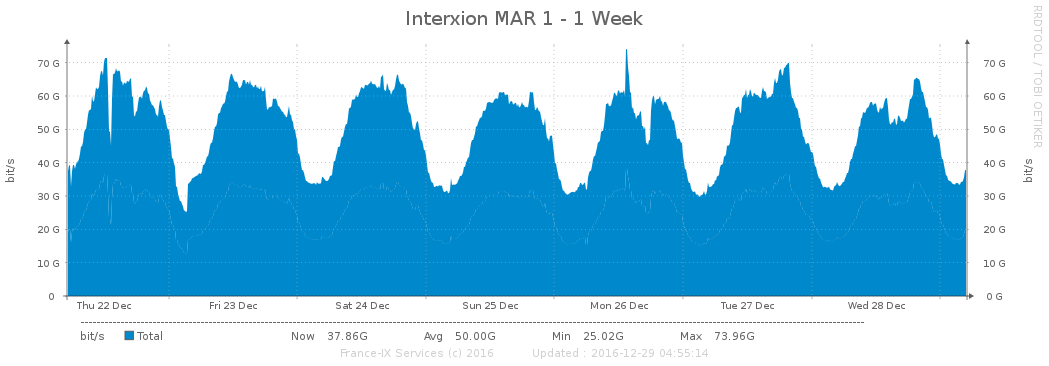 Interxion MAR 1 - 1 Week
RRDTOOL / TOBI OETIKER
bit/s
70 G
60 G
50 G
40 G
30 G
20 G
10 G
0
70 G
60 G
50 G
40 G
30 G
20 G
10 G
0 G
bit/s
Thu 22 Dec Fri 23 Dec Sat 24 Dec Sun 25 Dec Mon 26 Dec Tue 27 Dec Wed 28 Dec
bit/s Total Now 37.86G Avg 50.00G Min 25.02G Max 73.96G
France-IX Services (c) 2016 Updated : 2016-12-29 04:55:14